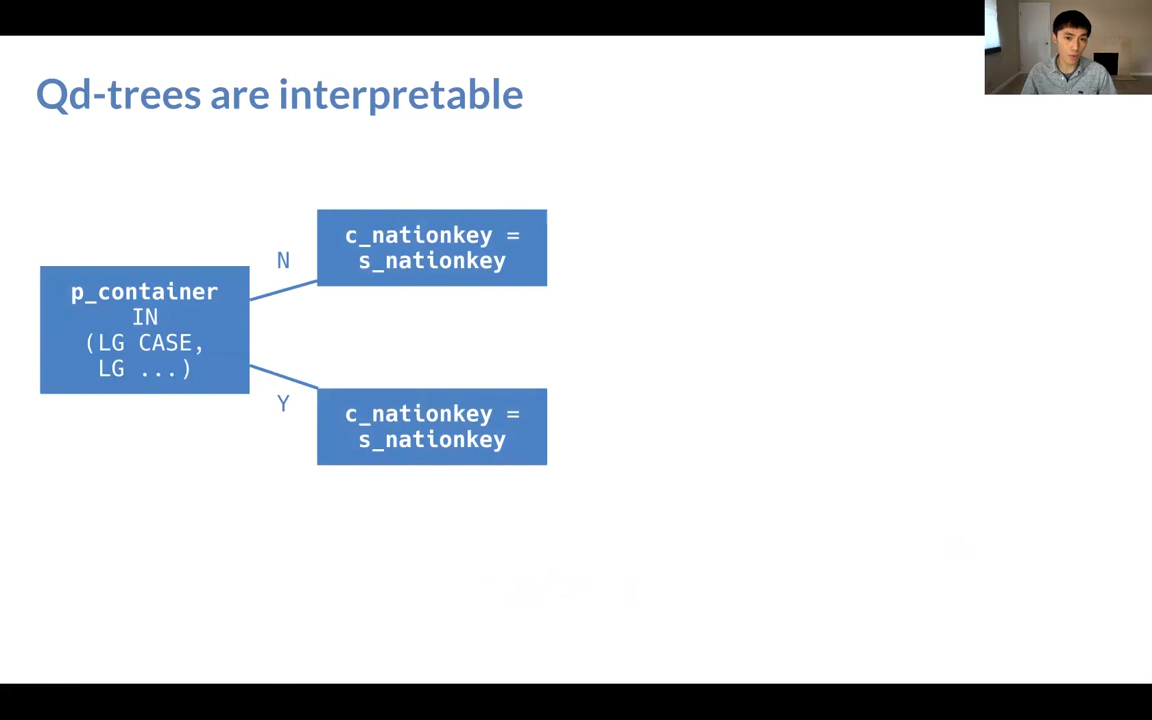 Qd-trees are interpretable
p_container
IN
(LG CASE,
LG ...)
N
c_nationkey =
s_nationkey
Y
c_nationkey =
s_nationkey